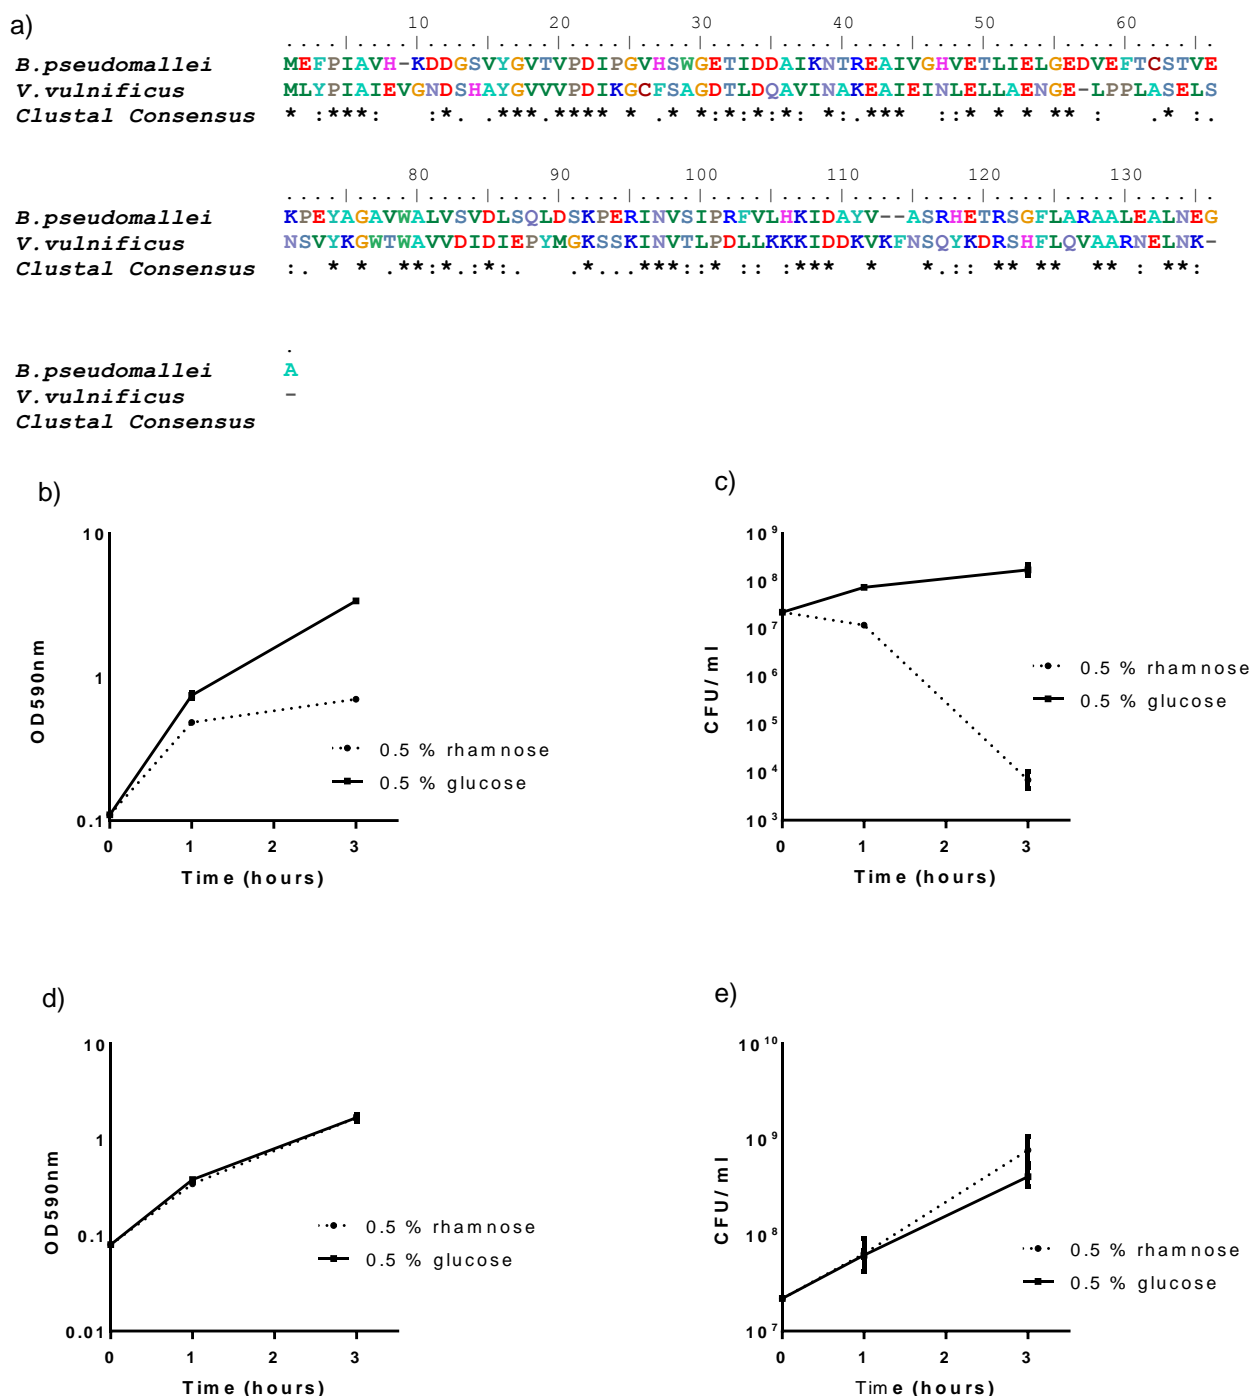 a)
10 20 30 40 50 60
....|....|....|....|....|....|....|....|....|....|....|....|....|.
B.pseudomallei MEFPIAVH-KDDGSVYGVTVPDIPGVHSWGETIDDAIKNTREAIVGHVETLIELGEDVEFTCSTVE
V.vulnificus MLYPIAIEVGNDSHAYGVVVPDIKGCFSAGDTLDQAVINAKEAIEINLELLAENGE-LPPLASELS
Clustal Consensus * :***: :* ***.**** * .* *:*:*:*: *:.*** ::* * * ** : .* :.
80 90 100 110 120 130
....|....|....|....|....|....|....|....|....|....|....|....|....|.
B.pseudomallei KPEYAGAVWALVSVDLSQLDSKPERINVSIPRFVLHKIDAYV--ASRHETRSGFLARAALEALNEG
V.vulnificus NSVYKGWTWAVVDIDIEPYMGKSSKINVTLPDLLKKKIDDKVKFNSQYKDRSHFLQVAARNELNK-
Clustal Consensus :. * * .**:*.:*:. .*..:***::* :: :*** * *.:: ** ** ** : **:
.
B.pseudomallei A
V.vulnificus -
Clustal Consensus
b)
10
1
0.1
OD590nm
0 1 2 3
Time (hours)
0.5 % rhamnose
0.5 % glucose
c)
10^9
10^8
10^7
10^6
10^5
10^4
10^3
CFU/ml
0 1 2 3
Time (hours)
0.5 % rhamnose
0.5 % glucose
d)
10
1
0.1
0.01
OD590nm
0 1 2 3
Time (hours)
0.5 % rhamnose
0.5 % glucose
e)
10^10
10^9
10^8
10^7
CFU/ml
0 1 2 3
Time (hours)
0.5 % rhamnose
0.5 % glucose